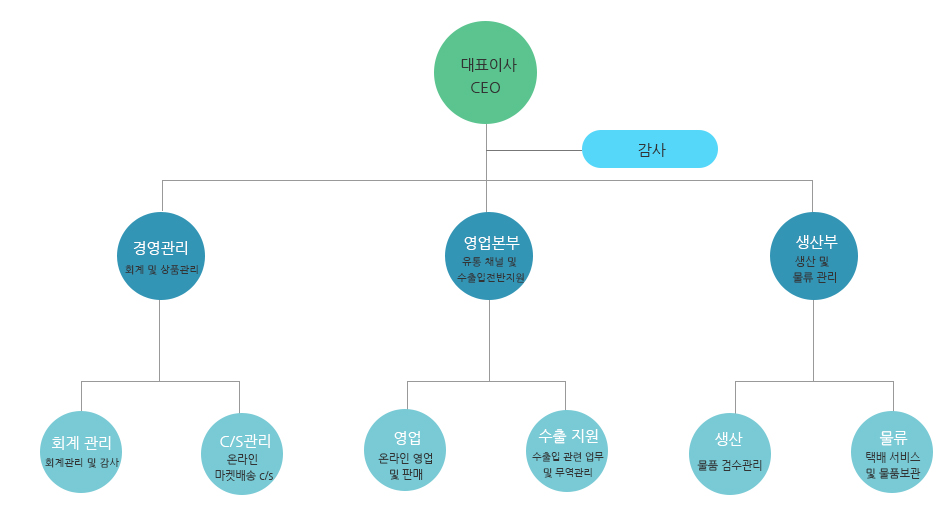 대표이사
CEO
감사
경영관리
회계 및 상품관리
영업본부
유통 채널 및
수출입전반지원
생산부
생산 및
물류 관리
회계 관리
회계관리 및 감사
C/S관리
온라인
마켓배송 c/s
영업
온라인 영업
및 판매
수출 지원
수출입 관련 업무
및 무역관리
생산
물품 검수관리
물류
택배 서비스
및 물품보관